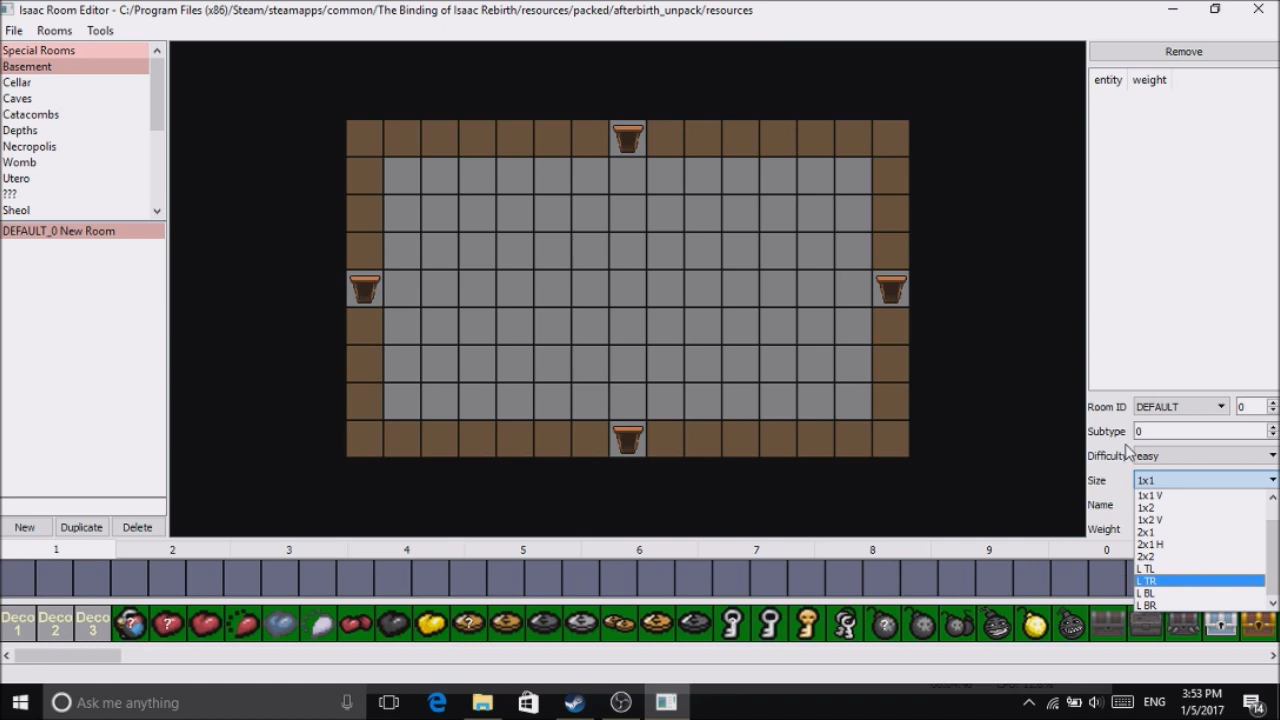 Isaac Room Editor - C:/Program Files (x86)/Steam/steamapps/common/The Binding of Isaac Rebirth/resources/packed/afterbirth_unpack/resources
File Rooms Tools
Special Rooms
Basement
Cellar
Caves
Catacombs
Depths
Necropolis
Womb
Utero
???
Sheol
DEFAULT_0 New Room
New Duplicate Delete
Remove
entity weight
Room ID DEFAULT 0
Subtype 0
Difficulty easy
Size 1x1
Name
Weight
1x1 V
1x2
1x2 V
2x1
2x1 H
2x2
L TL
L TR
L BL
L BR
1 2 3 4 5 6 7 8 9 0
Deco 1 Deco 2 Deco 3
Ask me anything
ENG
3:53 PM
1/5/2017
14